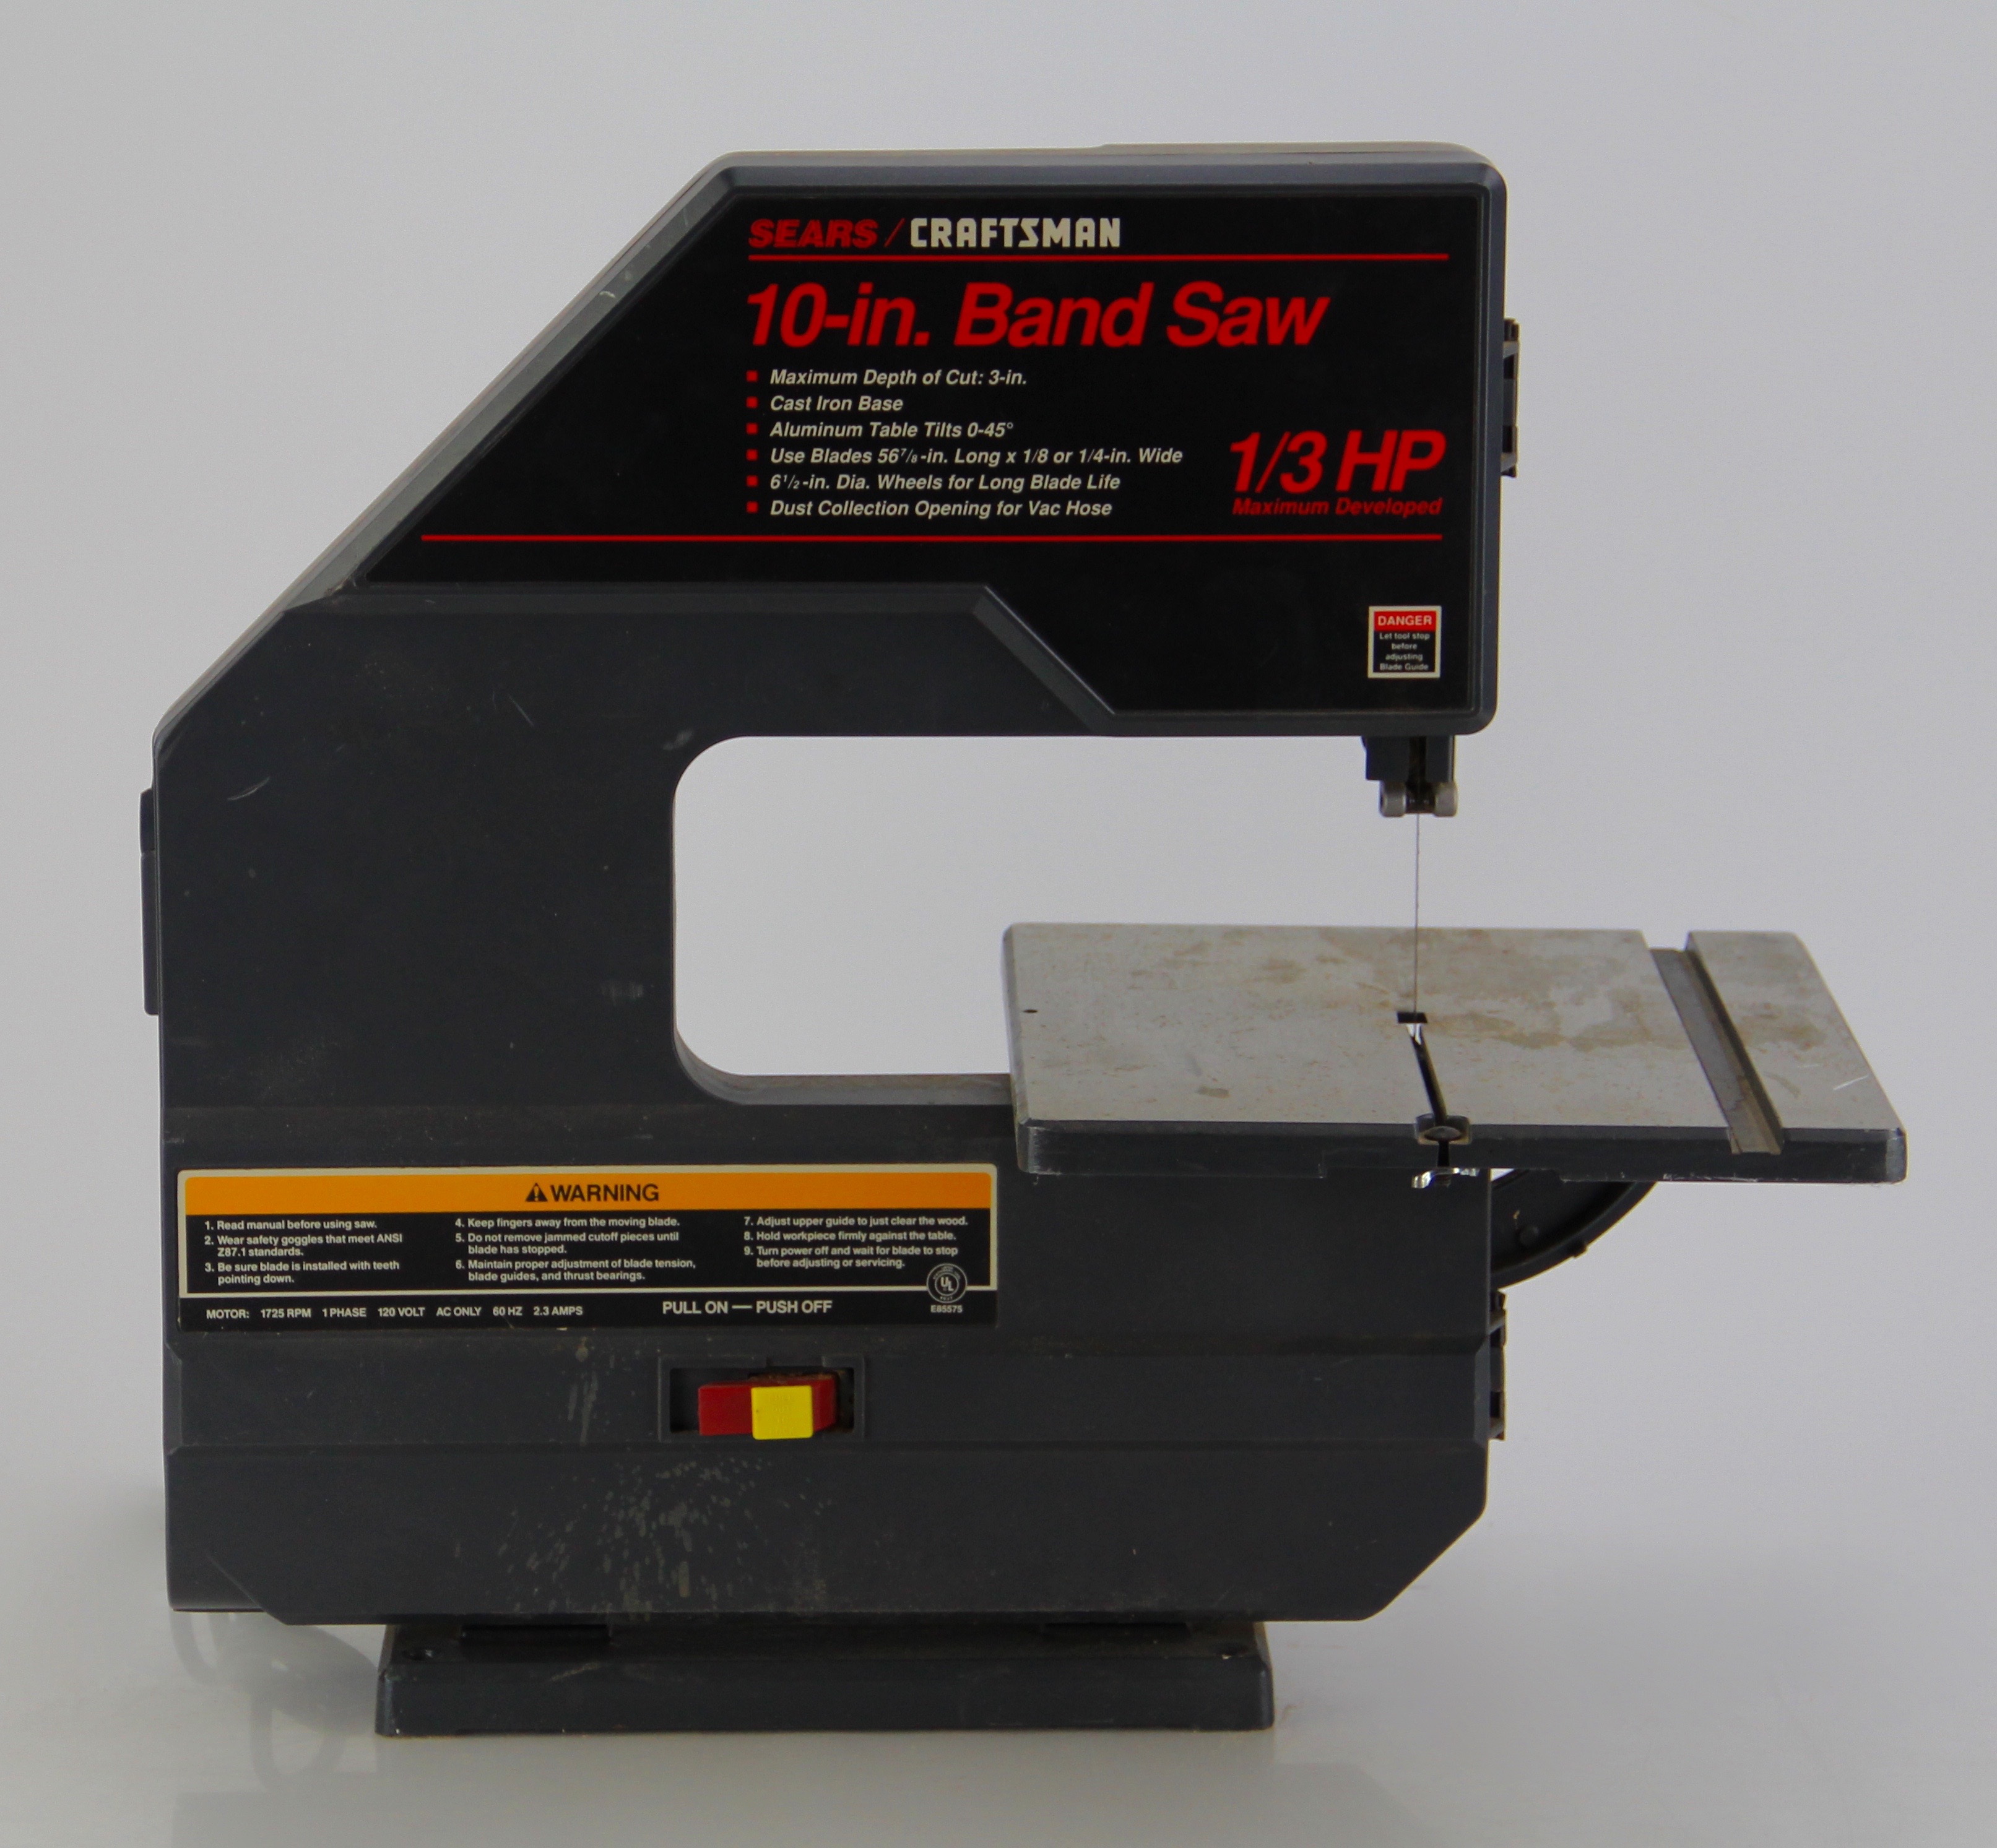 SEARS / CRAFTSMAN
10-in. Band Saw
Maximum Depth of Cut: 3-in.
Cast Iron Base
Aluminum Table Tilts 0-45°
Use Blades 56 7/8-in. Long x 1/8 or 1/4-in. Wide
6 1/2-in. Dia. Wheels for Long Blade Life
Dust Collection Opening for Vac Hose
1/3 HP
Maximum Developed
DANGER
Let tool stop
before
adjusting
Blade Guide
⚠WARNING
1. Read manual before using saw.
2. Wear safety goggles that meet ANSI
Z87.1 standards.
3. Be sure blade is installed with teeth
pointing down.
4. Keep fingers away from the moving blade.
5. Do not remove jammed cutoff pieces until
blade has stopped.
6. Maintain proper adjustment of blade tension,
blade guides, and thrust bearings.
7. Adjust upper guide to just clear the wood.
8. Hold workpiece firmly against the table.
9. Turn power off and wait for blade to stop
before adjusting or servicing.
UL
E85575
MOTOR: 1725 RPM 1 PHASE 120 VOLT AC ONLY 60 HZ 2.3 AMPS
PULL ON — PUSH OFF